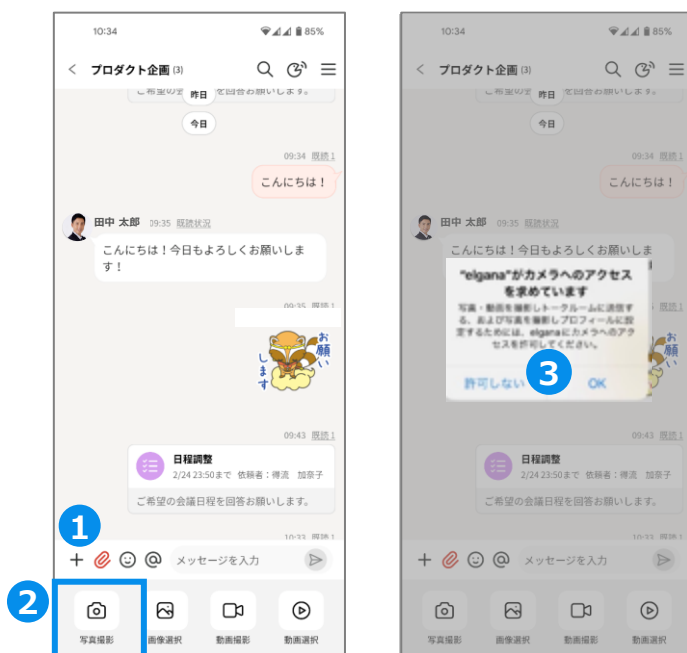 10:34
85%
プロダクト企画 (3)
昨日
を回答お願いします。
今日
09:34 既読 1
こんにちは！
田中 太郎 09:35 既読状況
こんにちは！今日もよろしくお願いしま
す！
09:35 既読 1
お願い
します
09:43 既読 1
日程調整
2/24 23:50まで 依頼者：得流 加奈子
ご希望の会議日程を回答お願いします。
1
10:33 既読 1
メッセージを入力
2
写真撮影
画像選択
動画撮影
動画選択
10:34
85%
プロダクト企画 (3)
昨日
を回答お願いします。
今日
09:34 既読 1
こんにちは！
田中 太郎 09:35 既読状況
こんにちは！今日もよろしくお願いしま
"elgana"がカメラへのアクセス
を求めています
写真・動画を撮影しトークルームに送信す
る、および写真を撮影しプロフィールに設
定するためには、elganaにカメラへのアク
セスを許可してください。
既読 1
許可しない
3
OK
09:43 既読 1
日程調整
2/24 23:50まで 依頼者：得流 加奈子
ご希望の会議日程を回答お願いします。
10:33 既読 1
メッセージを入力
写真撮影
画像選択
動画撮影
動画選択